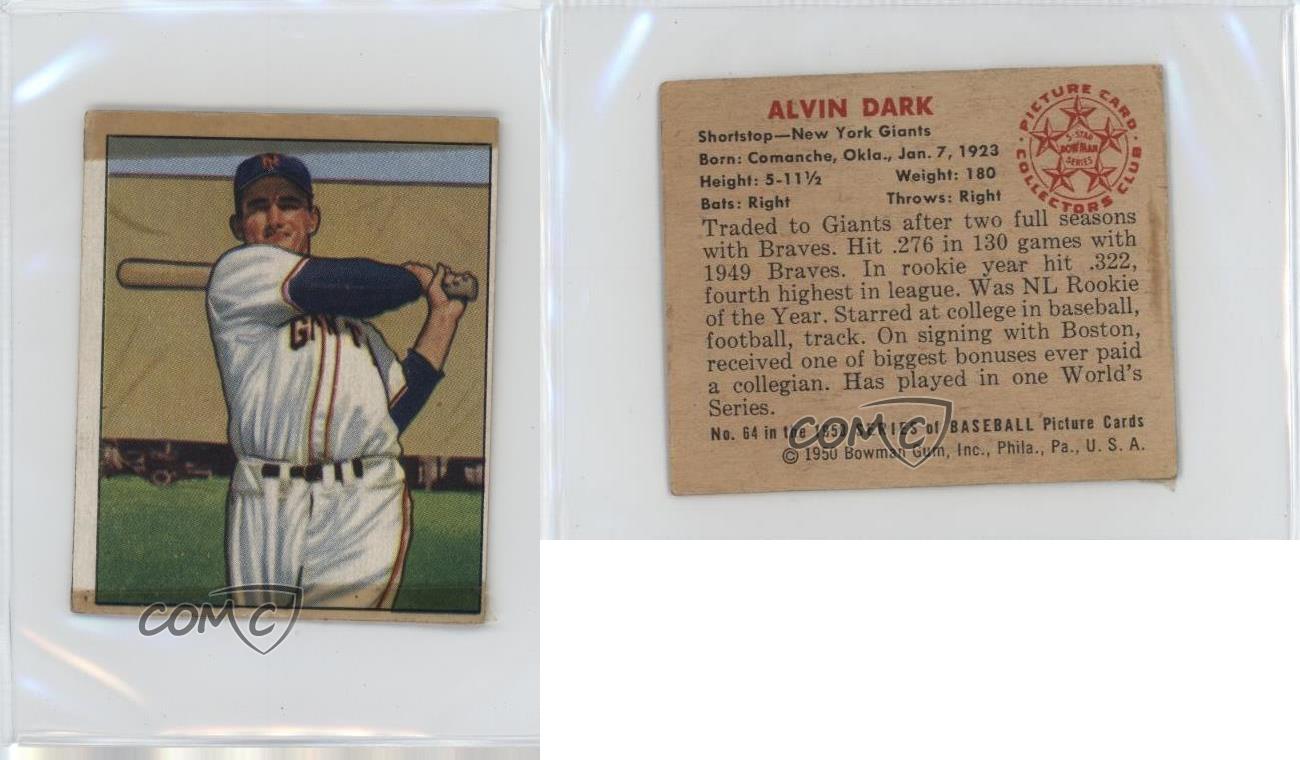 NY
GIANT
COMC
ALVIN DARK
Shortstop—New York Giants
Born: Comanche, Okla., Jan. 7, 1923
Height: 5-11½ Weight: 180
Bats: Right Throws: Right
PICTURE CARD
COLLECTORS CLUB
5-STAR
BOWMAN
SERIES
Traded to Giants after two full seasons
with Braves. Hit .276 in 130 games with
1949 Braves. In rookie year hit .322,
fourth highest in league. Was NL Rookie
of the Year. Starred at college in baseball,
football, track. On signing with Boston,
received one of biggest bonuses ever paid
a collegian. Has played in one World's
Series.
No. 64 in the 1950 SERIES of BASEBALL Picture Cards
© 1950 Bowman Gum, Inc., Phila., Pa., U. S. A.
COMC